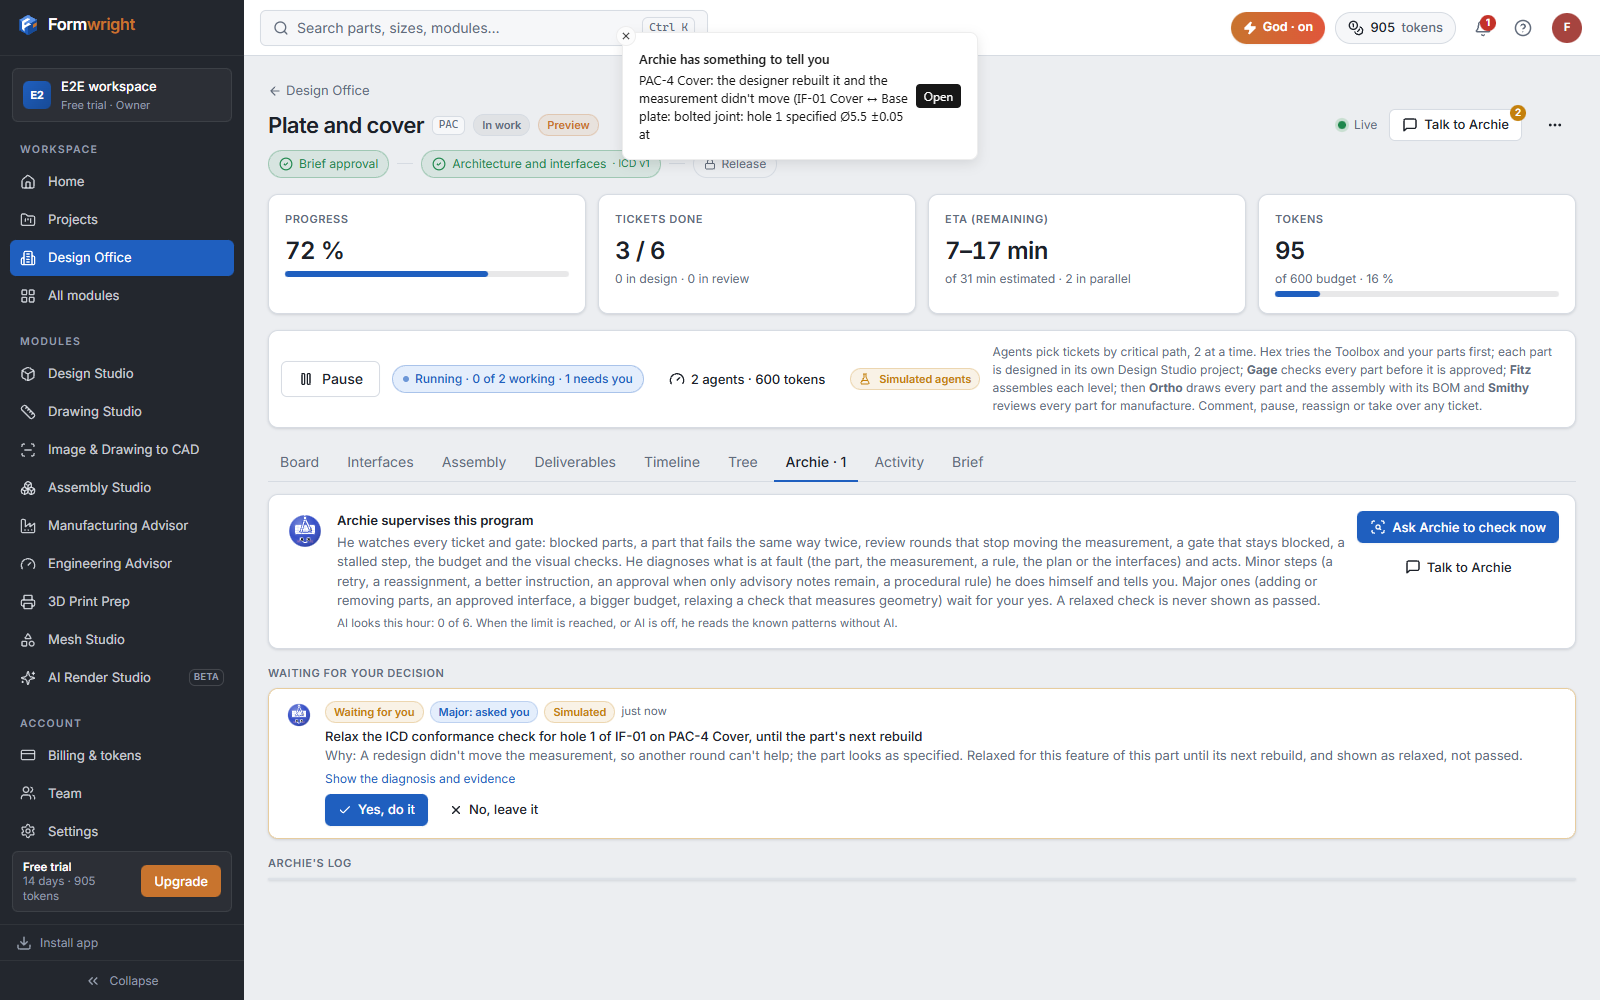 Formwright
Search parts, sizes, modules...
Ctrl K
God · on
905 tokens
1
F
E2
E2E workspace
Free trial · Owner
WORKSPACE
Home
Projects
Design Office
All modules
MODULES
Design Studio
Drawing Studio
Image & Drawing to CAD
Assembly Studio
Manufacturing Advisor
Engineering Advisor
3D Print Prep
Mesh Studio
AI Render Studio
BETA
ACCOUNT
Billing & tokens
Team
Settings
Free trial
14 days · 905
tokens
Upgrade
Install app
Collapse
Archie has something to tell you
PAC-4 Cover: the designer rebuilt it and the
measurement didn't move (IF-01 Cover ↔ Base
plate: bolted joint: hole 1 specified Ø5.5 ±0.05
at
Open
Design Office
Plate and cover
PAC
In work
Preview
Live
Talk to Archie
2
Brief approval
Architecture and interfaces · ICD v1
Release
PROGRESS
72 %
TICKETS DONE
3 / 6
0 in design · 0 in review
ETA (REMAINING)
7–17 min
of 31 min estimated · 2 in parallel
TOKENS
95
of 600 budget · 16 %
Pause
Running · 0 of 2 working · 1 needs you
2 agents · 600 tokens
Simulated agents
Agents pick tickets by critical path, 2 at a time. Hex tries the Toolbox and your parts first; each part
is designed in its own Design Studio project; Gage checks every part before it is approved; Fitz
assembles each level; then Ortho draws every part and the assembly with its BOM and Smithy
reviews every part for manufacture. Comment, pause, reassign or take over any ticket.
Board
Interfaces
Assembly
Deliverables
Timeline
Tree
Archie · 1
Activity
Brief
Archie supervises this program
He watches every ticket and gate: blocked parts, a part that fails the same way twice, review rounds that stop moving the measurement, a gate that stays blocked, a
stalled step, the budget and the visual checks. He diagnoses what is at fault (the part, the measurement, a rule, the plan or the interfaces) and acts. Minor steps (a
retry, a reassignment, a better instruction, an approval when only advisory notes remain, a procedural rule) he does himself and tells you. Major ones (adding or
removing parts, an approved interface, a bigger budget, relaxing a check that measures geometry) wait for your yes. A relaxed check is never shown as passed.
AI looks this hour: 0 of 6. When the limit is reached, or AI is off, he reads the known patterns without AI.
Ask Archie to check now
Talk to Archie
WAITING FOR YOUR DECISION
Waiting for you
Major: asked you
Simulated
just now
Relax the ICD conformance check for hole 1 of IF-01 on PAC-4 Cover, until the part's next rebuild
Why: A redesign didn't move the measurement, so another round can't help; the part looks as specified. Relaxed for this feature of this part until its next rebuild, and shown as relaxed, not passed.
Show the diagnosis and evidence
Yes, do it
No, leave it
ARCHIE'S LOG